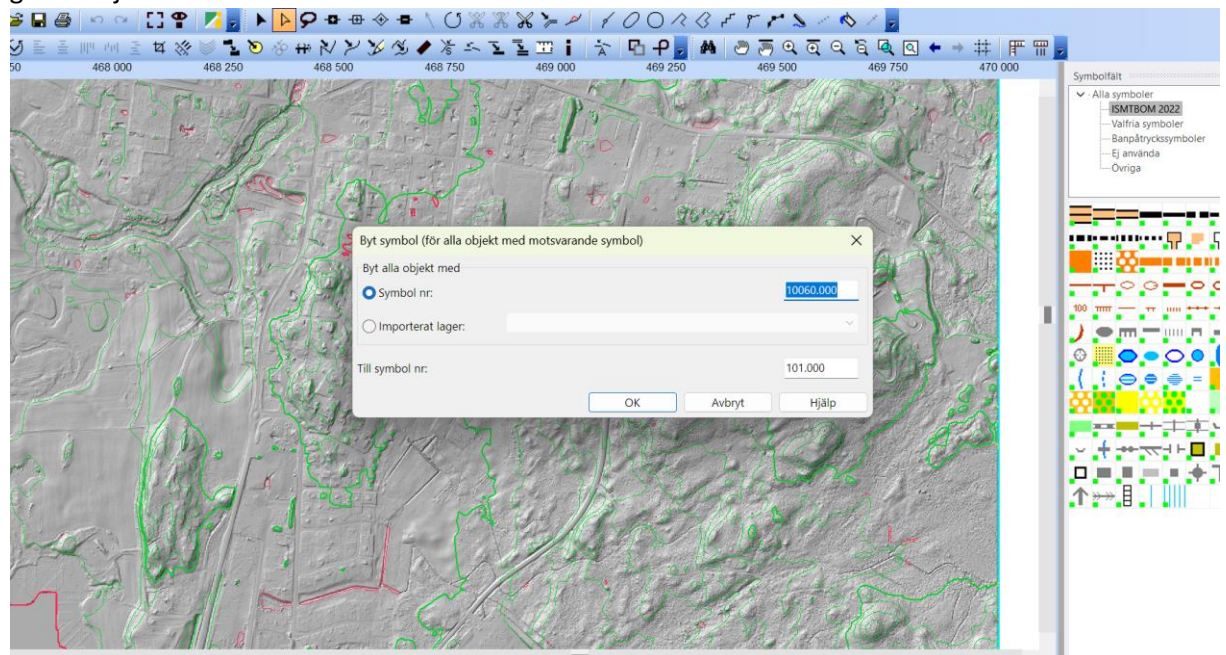 468 000 468 250 468 500 468 750 469 000 469 250 469 500 469 750 470 000
Symbolfält
Alla symboler
ISMTBOM 2022
Valfria symboler
Banpåtryckssymboler
Ej använda
Övriga
Byt symbol (för alla objekt med motsvarande symbol)
Byt alla objekt med
Symbol nr:
10060.000
Importerat lager:
Till symbol nr:
101.000
OK
Avbryt
Hjälp
100